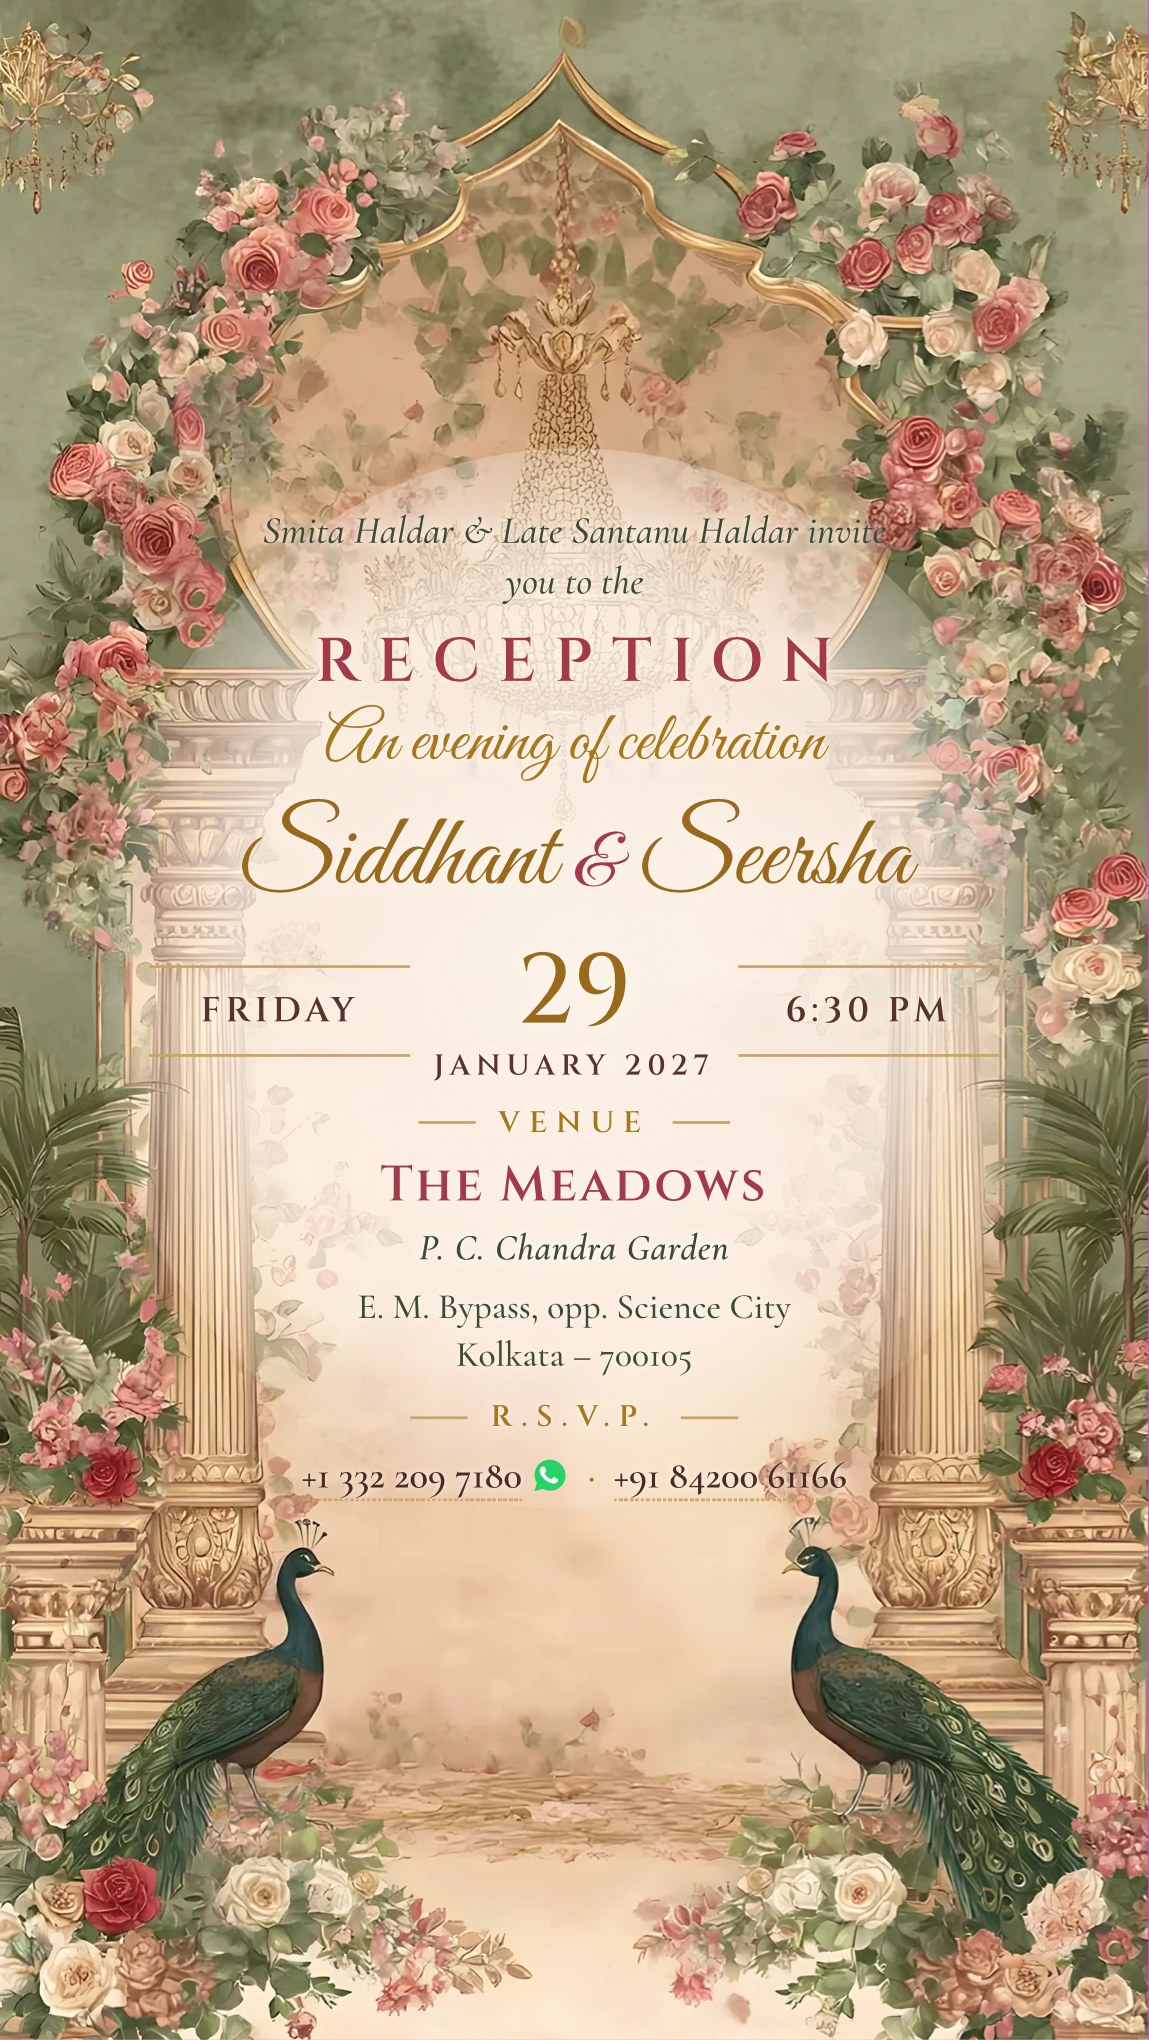 Smita Haldar & Late Santanu Haldar invite
you to the
RECEPTION
An evening of celebration
Siddhant & Seersha
FRIDAY
29
JANUARY 2027
6:30 PM
VENUE
THE MEADOWS
P. C. Chandra Garden
E. M. Bypass, opp. Science City
Kolkata – 700105
R.S.V.P.
+1 332 209 7180 · +91 84200 61166